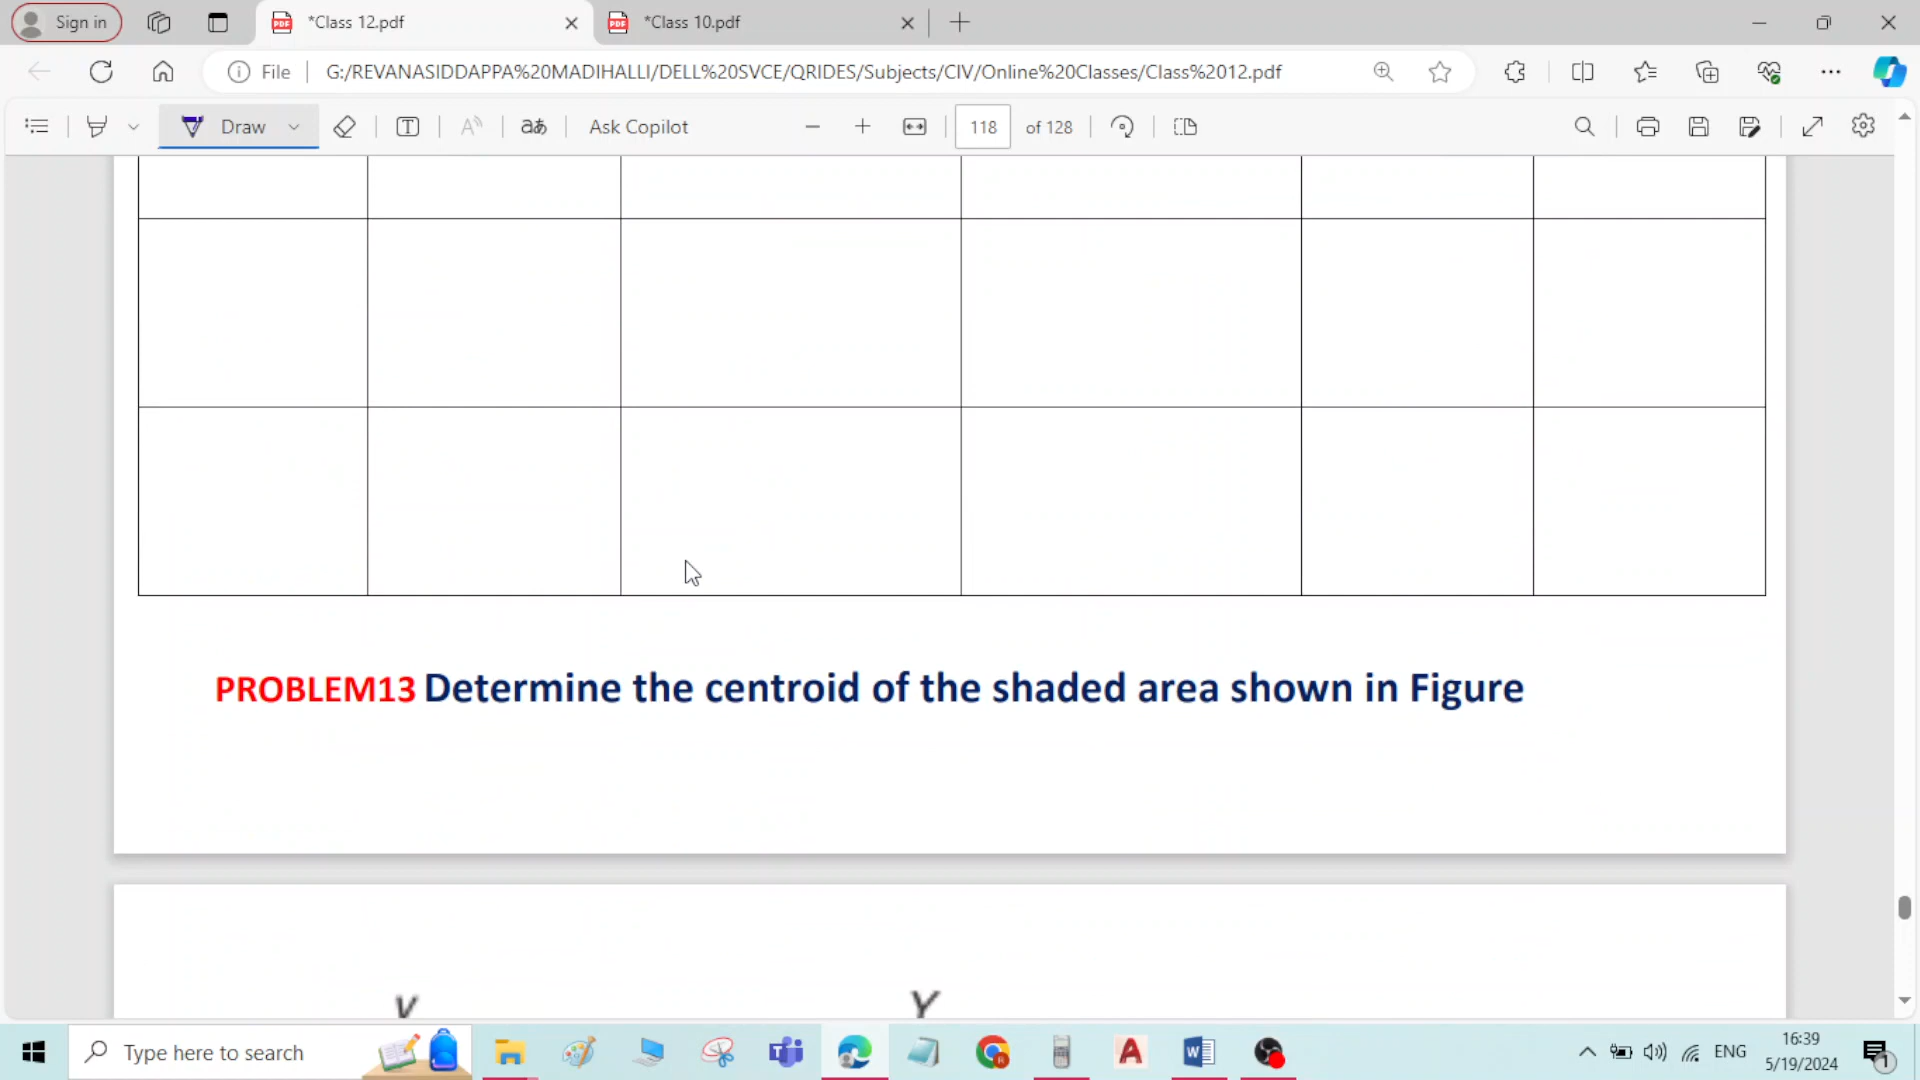 Sign in
*Class 12.pdf
*Class 10.pdf
File
G:/REVANASIDDAPPA%20MADIHALLI/DELL%20SVCE/QRIDES/Subjects/CIV/Online%20Classes/Class%2012.pdf
Draw
Ask Copilot
118
of 128
PROBLEM13 Determine the centroid of the shaded area shown in Figure
Y
Type here to search
ENG
16:39
5/19/2024
1